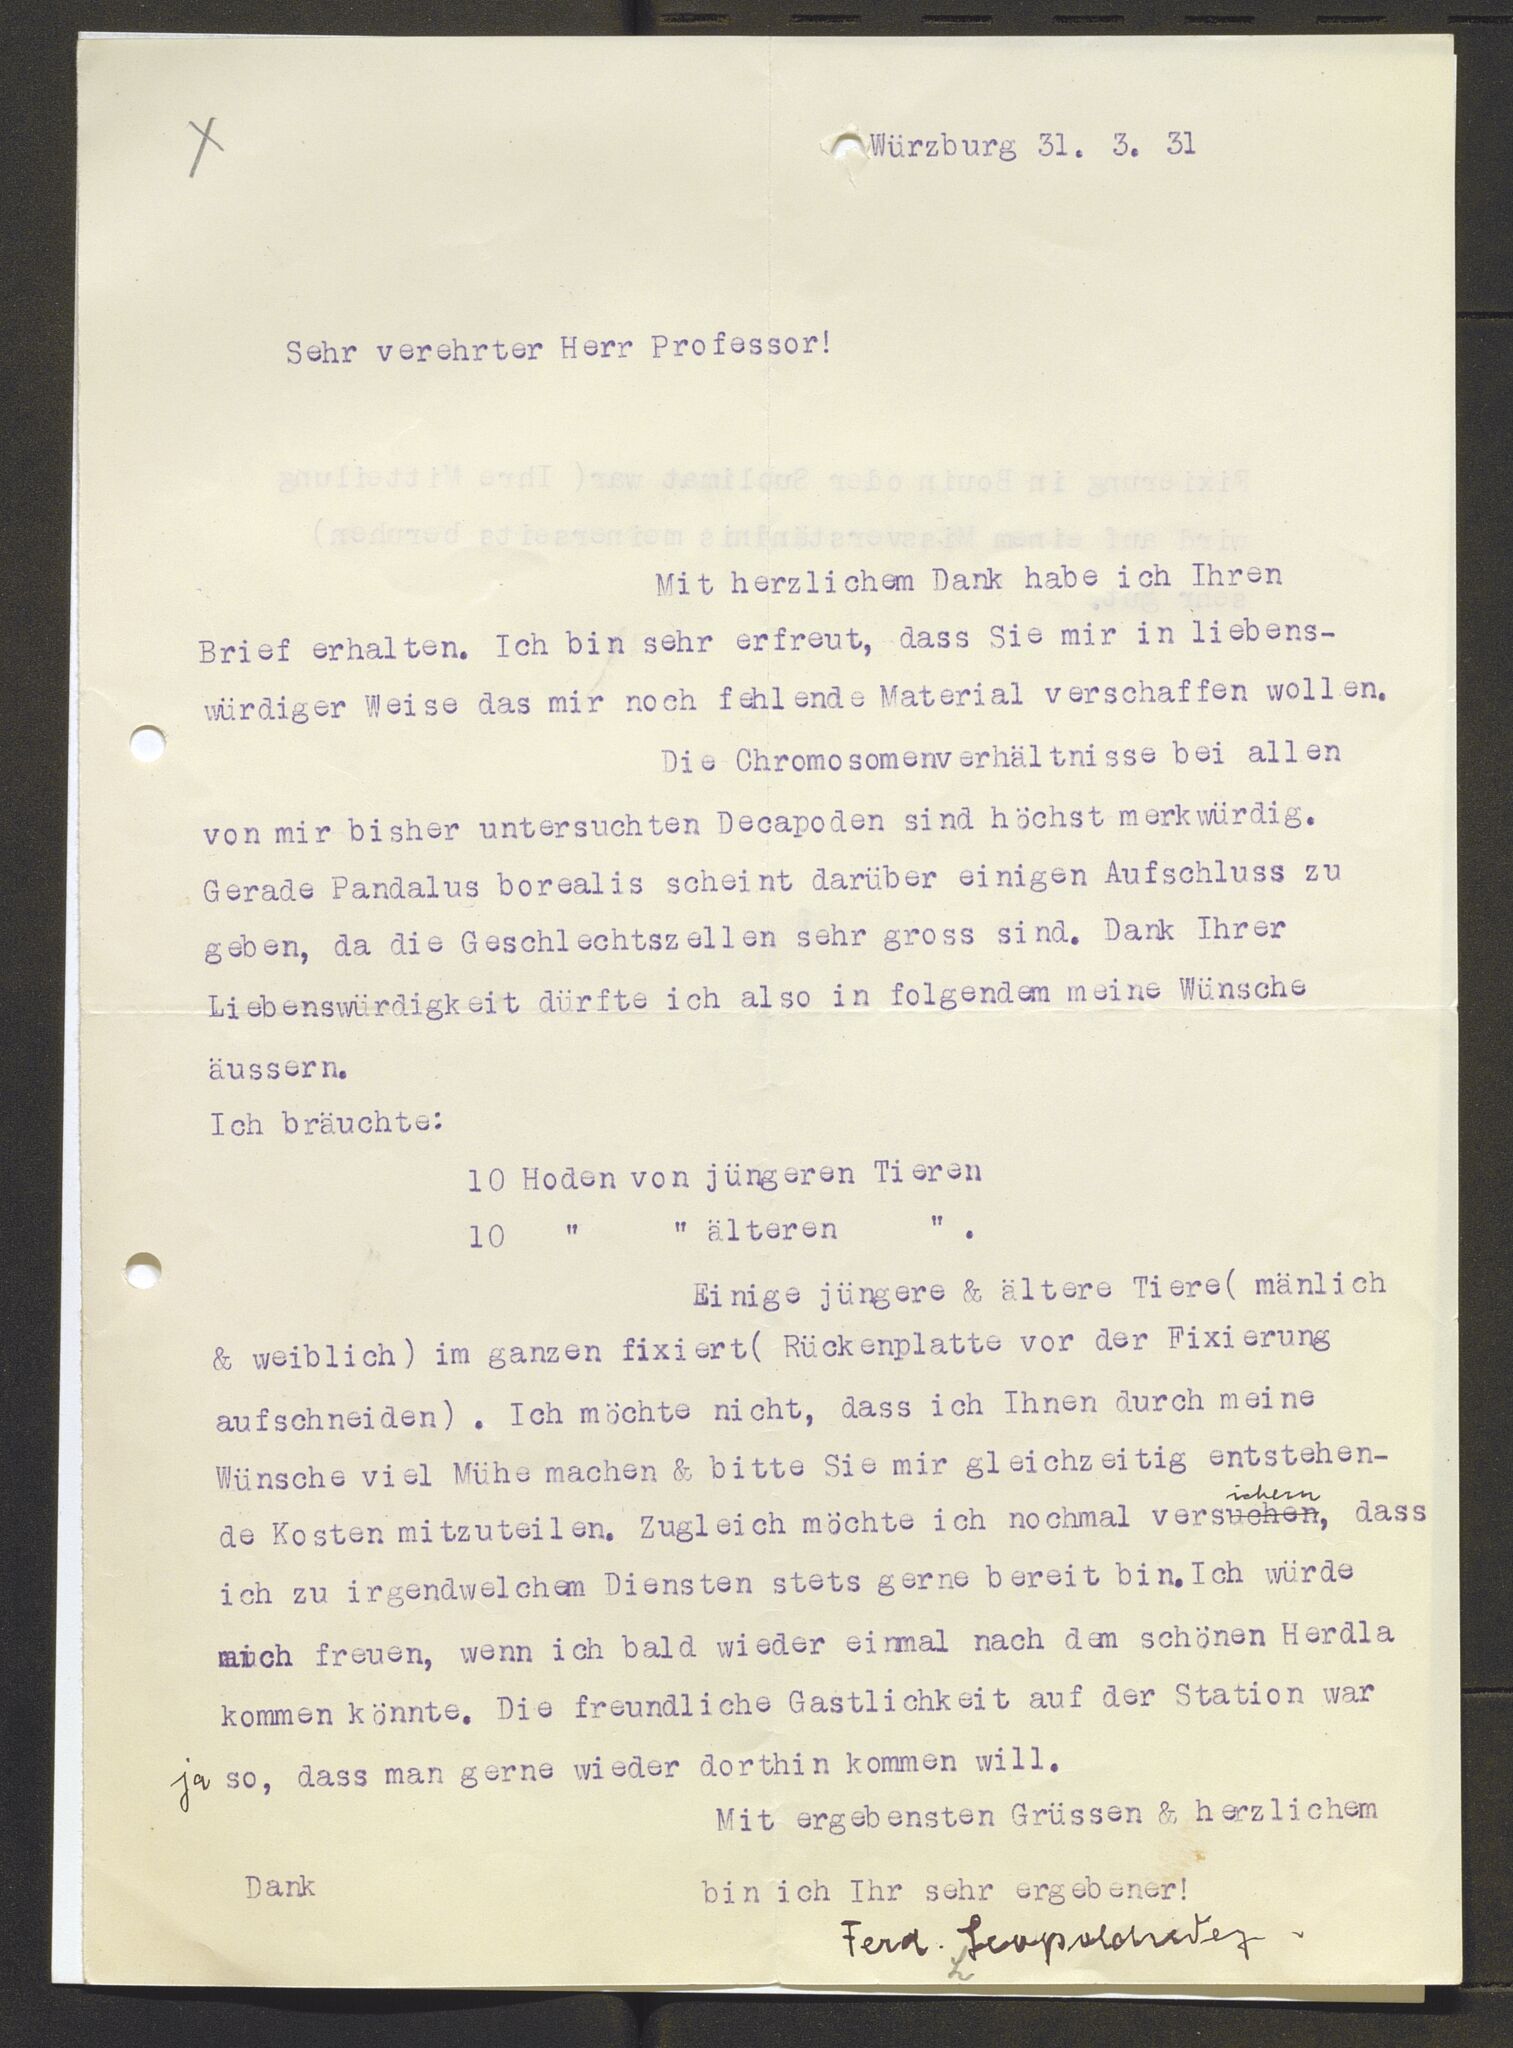 Würzburg 31. 3. 31
Sehr verehrter Herr Professor!
Mit herzlichem Dank habe ich Ihren
Brief erhalten. Ich bin sehr erfreut, dass Sie mir in liebens-
würdiger Weise das mir noch fehlende Material verschaffen wollen.
Die Chromosomenverhältnisse bei allen
von mir bisher untersuchten Decapoden sind höchst merkwürdig.
Gerade Pandalus borealis scheint darüber einigen Aufschluss zu
geben, da die Geschlechtszellen sehr gross sind. Dank Ihrer
Liebenswürdigkeit dürfte ich also in folgendem meine Wünsche
äussern.
Ich bräuchte:
10 Hoden von jüngeren Tieren
10 " " älteren " .
Einige jüngere & ältere Tiere( mänlich
& weiblich) im ganzen fixiert( Rückenplatte vor der Fixierung
aufschneiden) . Ich möchte nicht, dass ich Ihnen durch meine
Wünsche viel Mühe machen & bitte Sie mir gleichzeitig entstehen-
ichern
de Kosten mitzuteilen. Zugleich möchte ich nochmal versuchen, dass
ich zu irgendwelchem Diensten stets gerne bereit bin.Ich würde
mich freuen, wenn ich bald wieder einmal nach dem schönen Herdla
kommen könnte. Die freundliche Gastlichkeit auf der Station war
ja so, dass man gerne wieder dorthin kommen will.
Mit ergebensten Grüssen & herzlichem
Dank bin ich Ihr sehr ergebener!
Ferd.